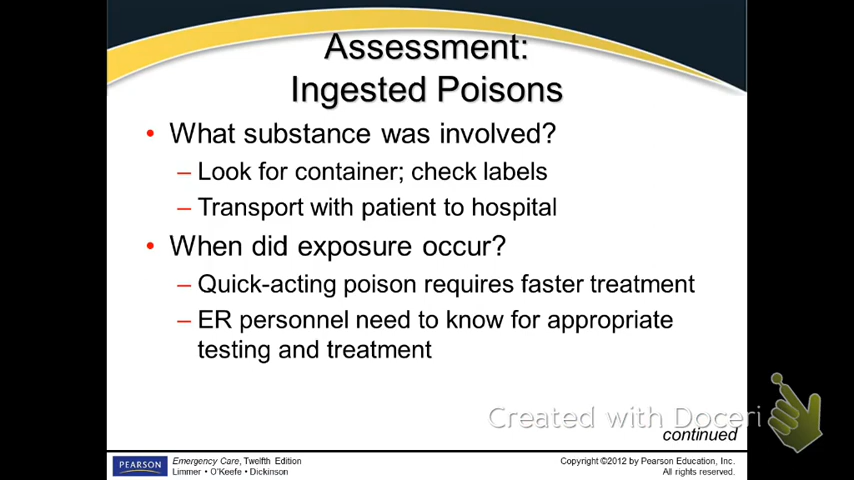 Assessment:
Ingested Poisons
• What substance was involved?
– Look for container; check labels
– Transport with patient to hospital
• When did exposure occur?
– Quick-acting poison requires faster treatment
– ER personnel need to know for appropriate
testing and treatment
Created with Doceri
continued
PEARSON
Emergency Care, Twelfth Edition
Limmer • O'Keefe • Dickinson
Copyright ©2012 by Pearson Education, Inc.
All rights reserved.